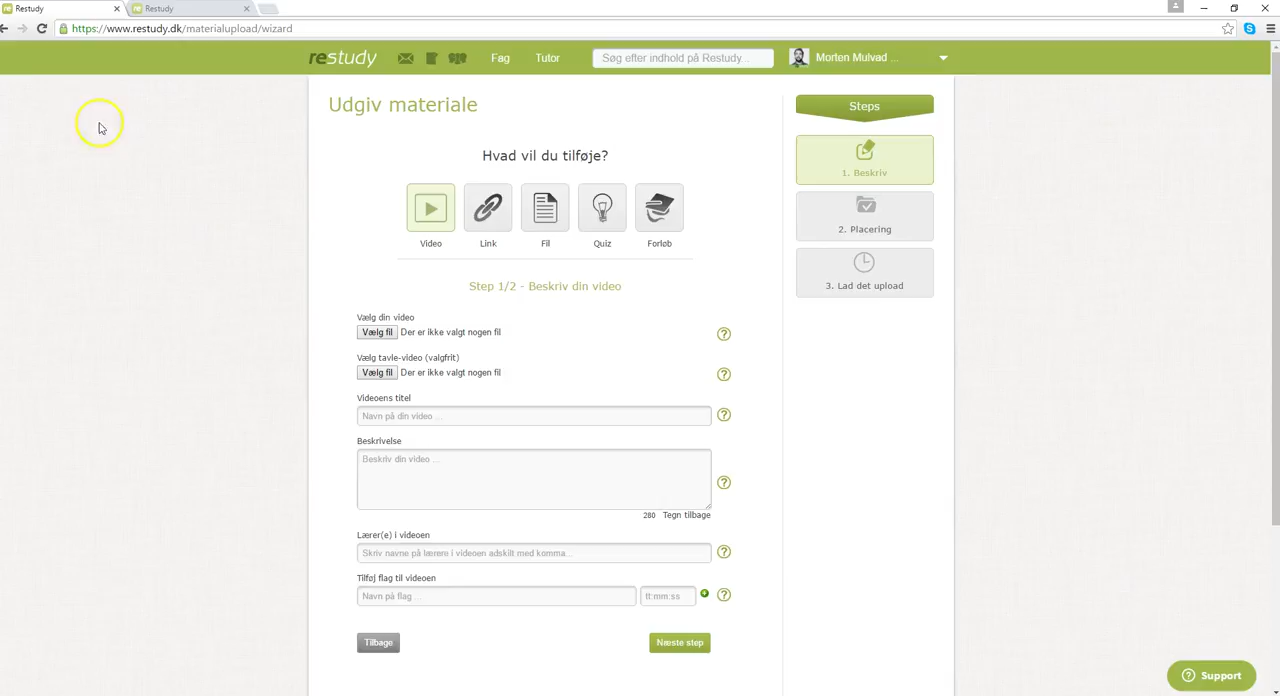 Restudy
Restudy
https://www.restudy.dk/materialupload/wizard
restudy
Fag
Tutor
Søg efter indhold på Restudy...
Morten Mulvad ...
Udgiv materiale
Hvad vil du tilføje?
Video
Link
Fil
Quiz
Forløb
Step 1/2 - Beskriv din video
Vælg din video
Vælg fil Der er ikke valgt nogen fil
Vælg tavle-video (valgfrit)
Vælg fil Der er ikke valgt nogen fil
Videoens titel
Navn på din video ...
Beskrivelse
Beskriv din video ...
280 Tegn tilbage
Lærer(e) i videoen
Skriv navne på lærere i videoen adskilt med komma...
Tilføj flag til videoen
Navn på flag ...
tt:mm:ss
Tilbage
Næste step
Steps
1. Beskriv
2. Placering
3. Lad det upload
Support